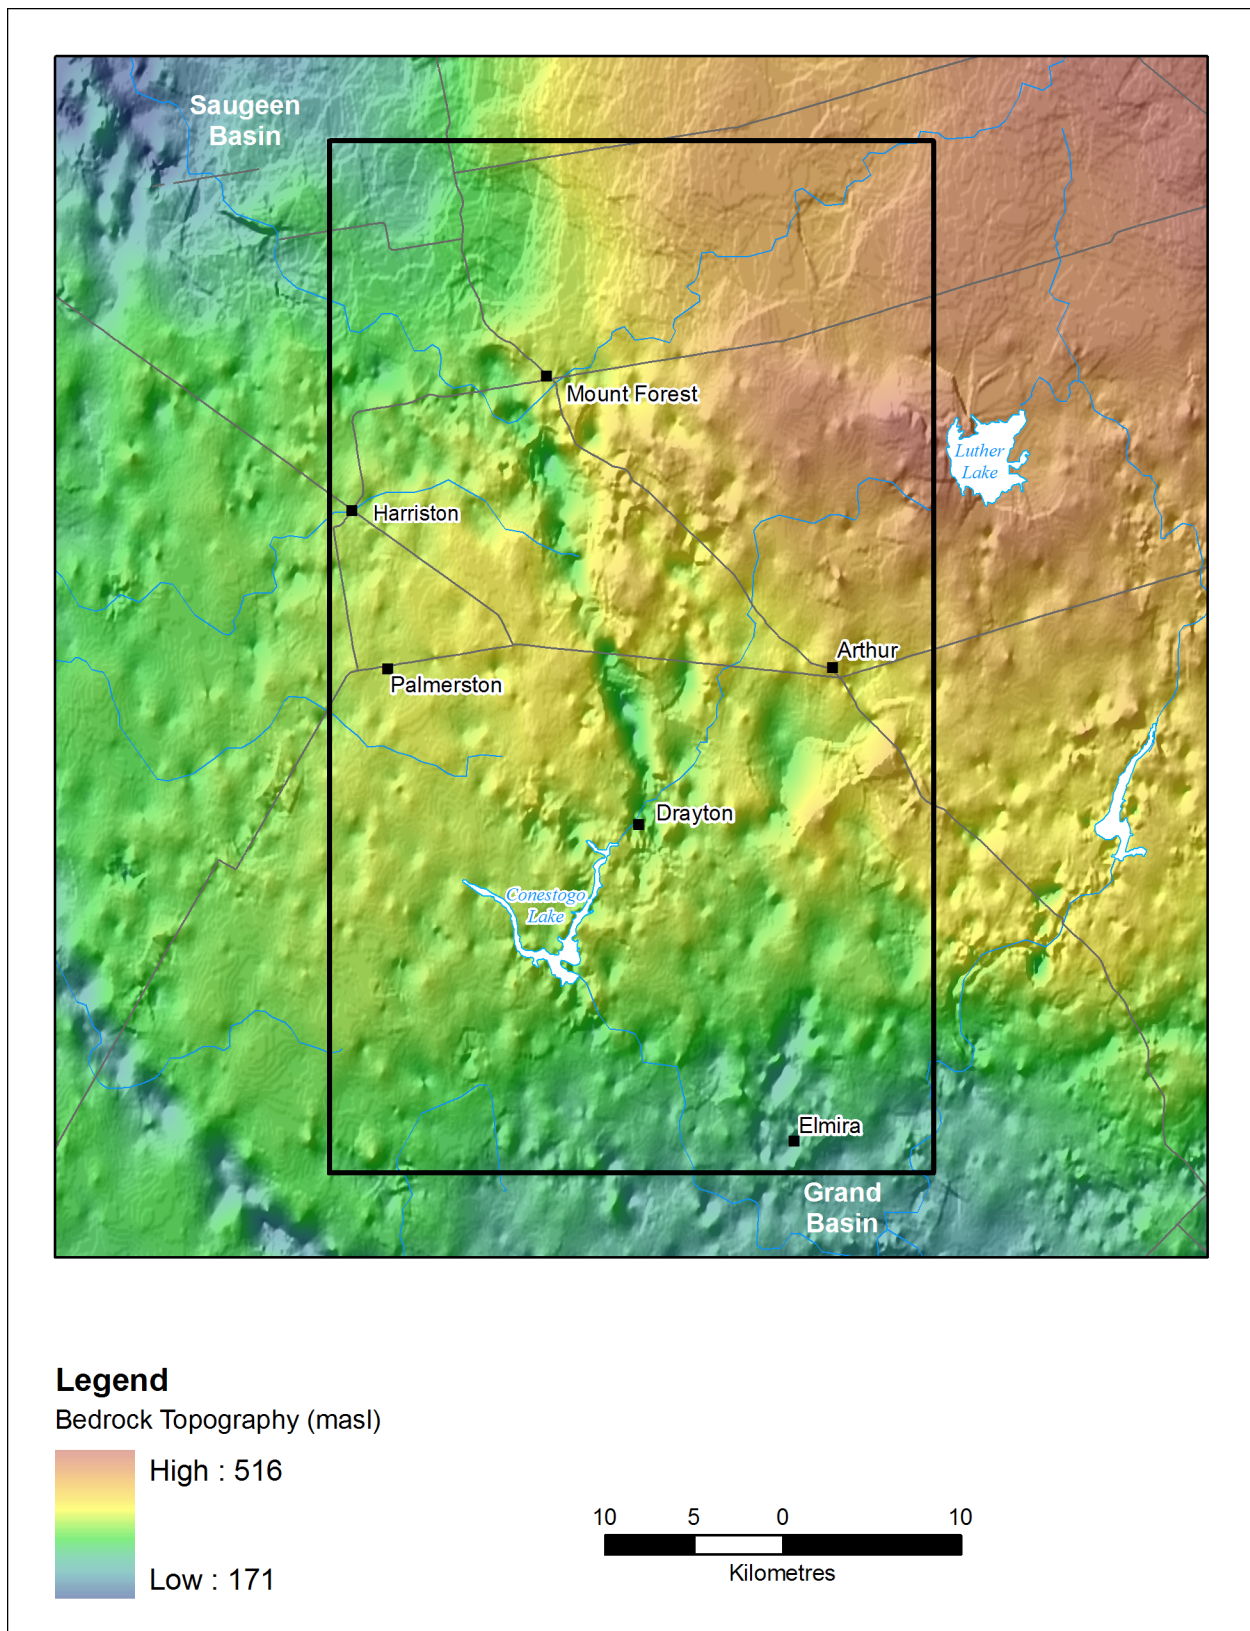 Saugeen
Basin
Mount Forest
Luther
Lake
Harriston
Arthur
Palmerston
Drayton
Conestogo
Lake
Elmira
Grand
Basin
Legend
Bedrock Topography (masl)
High : 516
Low : 171
10 5 0 10
Kilometres